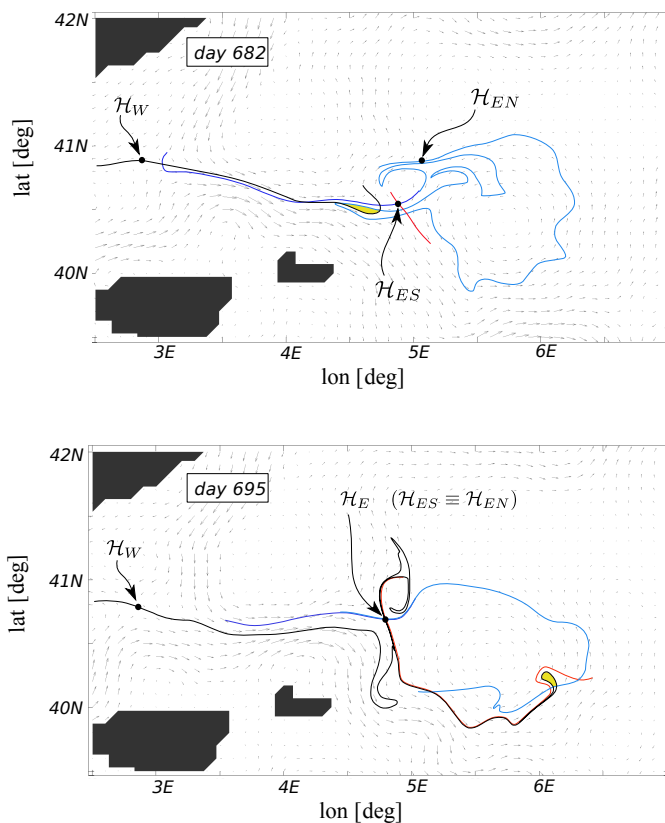 42N
day 682
H_W
H_EN
41N
lat [deg]
40N
H_ES
3E 4E 5E 6E
lon [deg]
42N
day 695
H_E (H_ES ≡ H_EN)
H_W
41N
lat [deg]
40N
3E 4E 5E 6E
lon [deg]